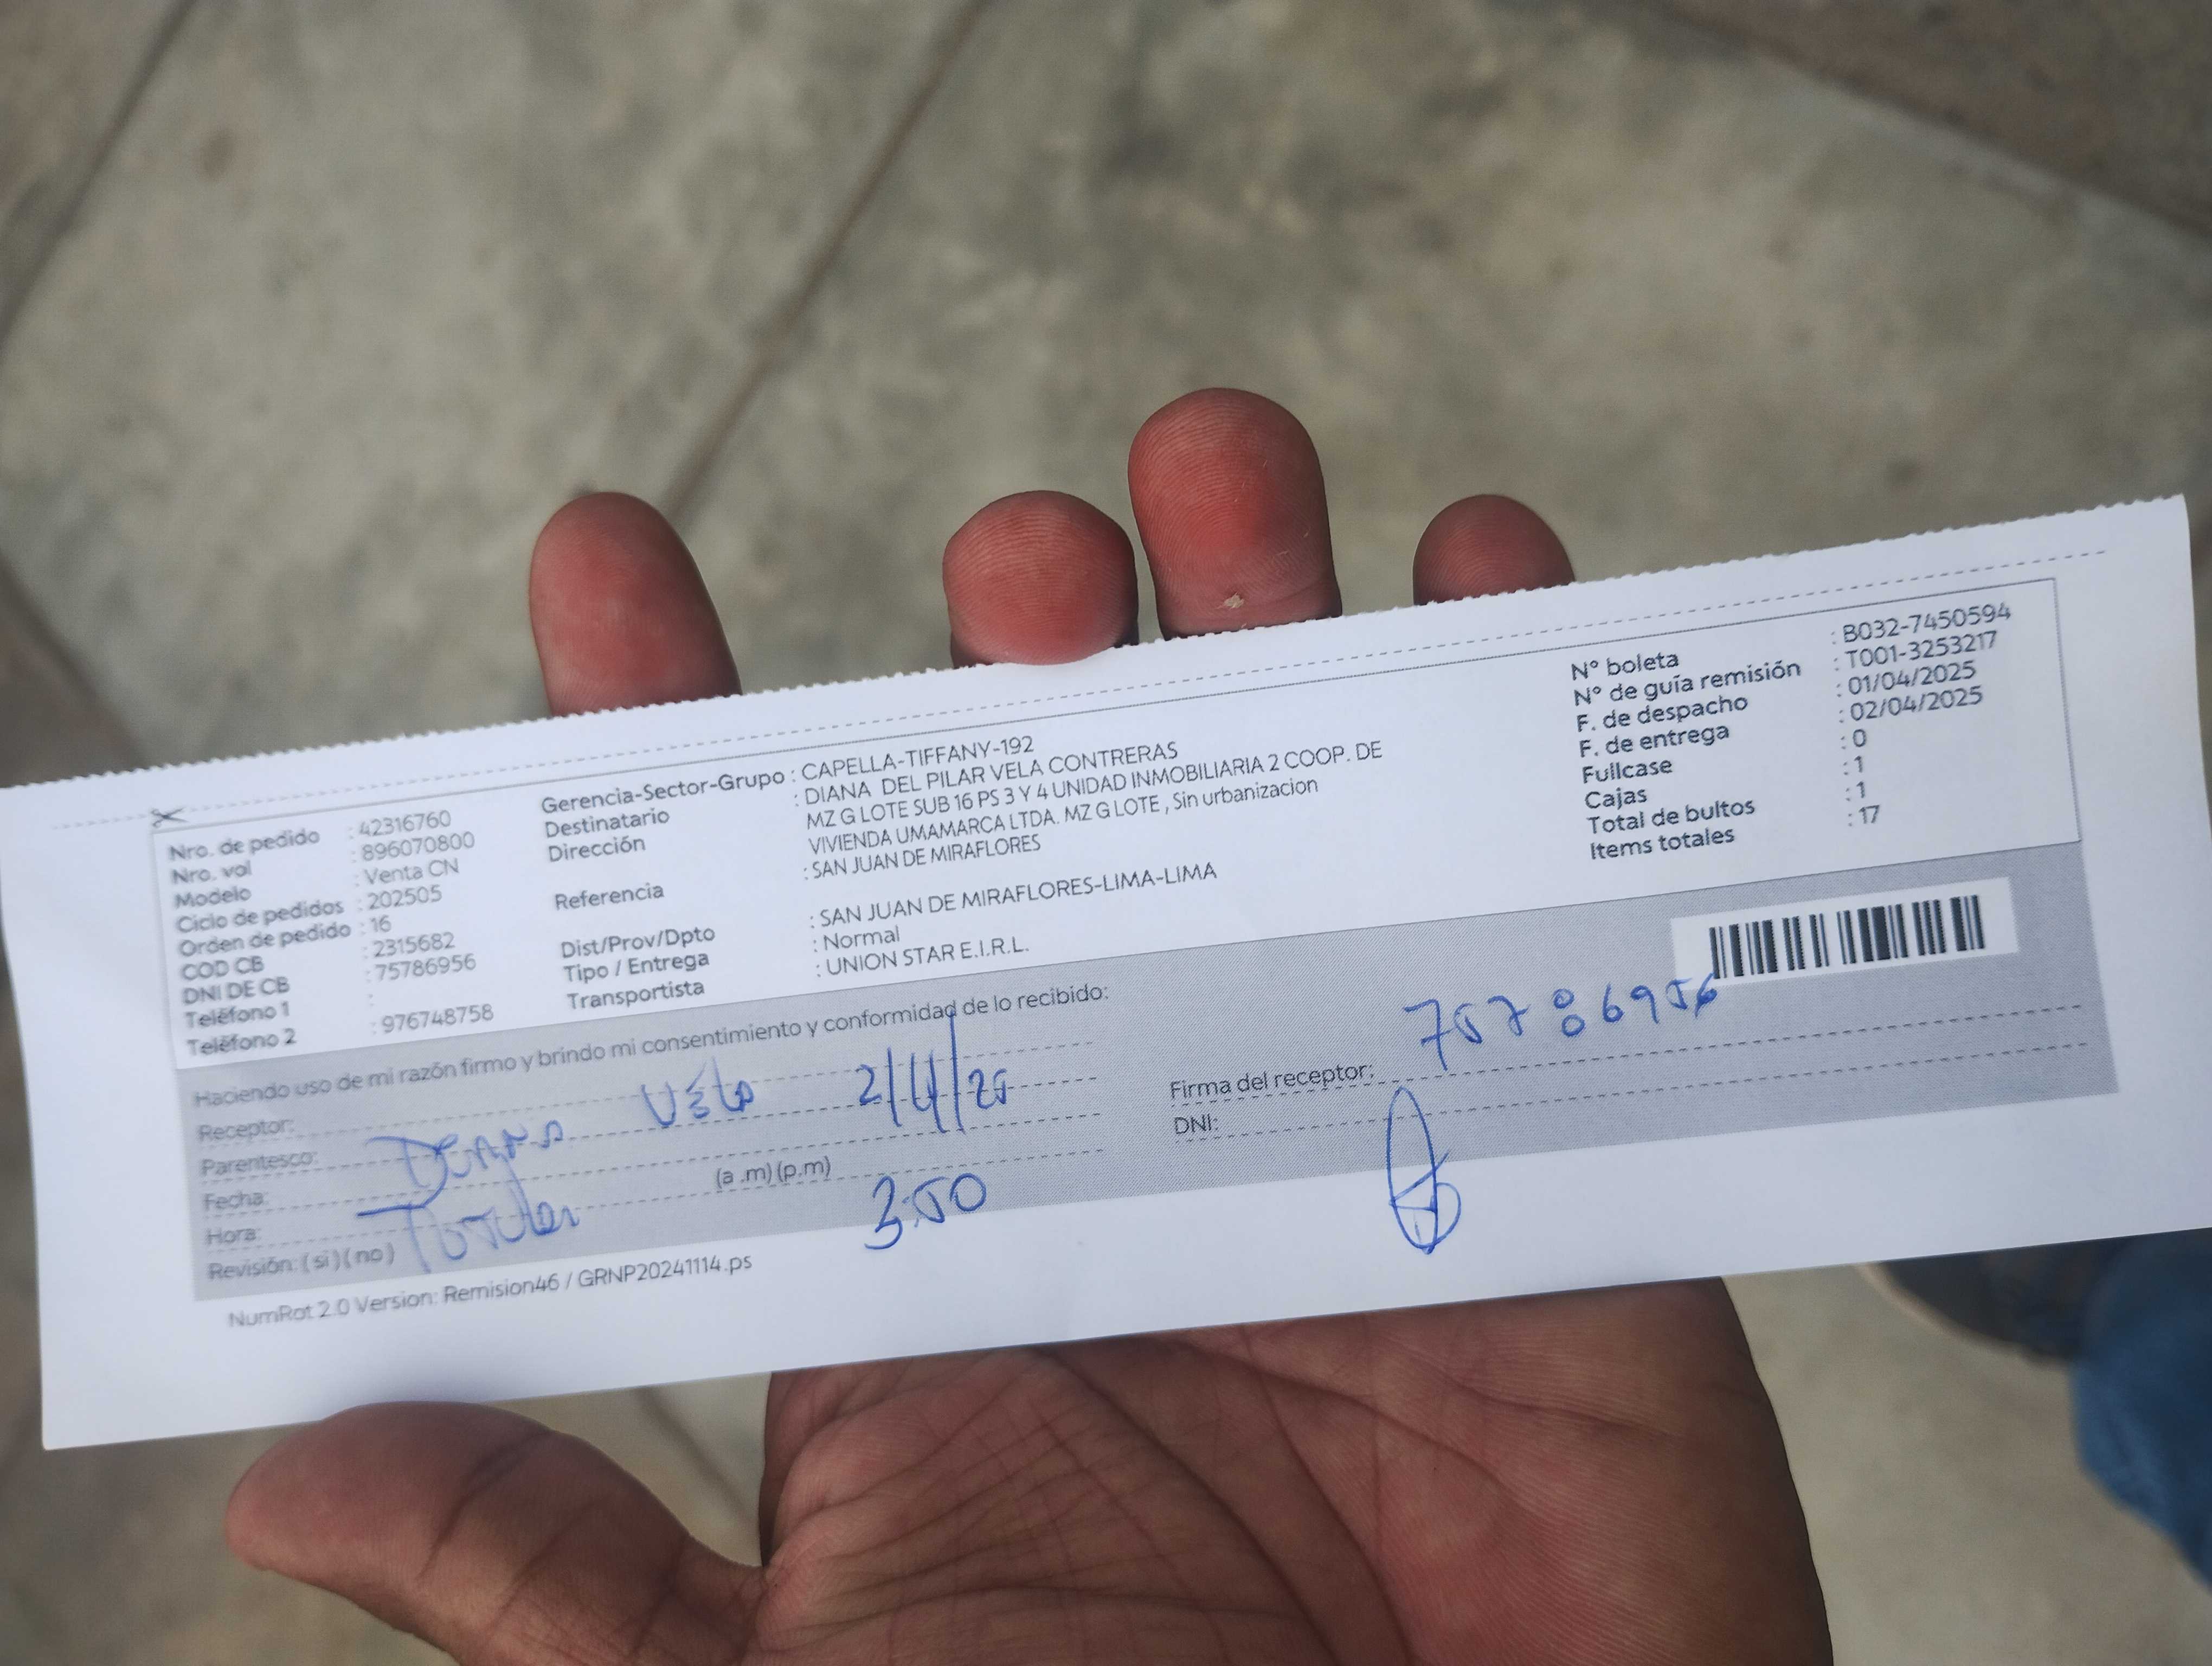 Nro. de pedido : 42316760
Nro. vol : 896070800
Modelo : Venta CN
Ciclo de pedidos : 202505
Orden de pedido : 16
COD CB : 2315682
DNI DE CB : 75786956
Teléfono 1 :
Teléfono 2 : 976748758
Gerencia-Sector-Grupo : CAPELLA-TIFFANY-192
Destinatario : DIANA DEL PILAR VELA CONTRERAS
Dirección MZ G LOTE SUB 16 PS 3 Y 4 UNIDAD INMOBILIARIA 2 COOP. DE
VIVIENDA UMAMARCA LTDA. MZ G LOTE , Sin urbanizacion
Referencia : SAN JUAN DE MIRAFLORES
Dist/Prov/Dpto : SAN JUAN DE MIRAFLORES-LIMA-LIMA
Tipo / Entrega : Normal
Transportista : UNION STAR E.I.R.L.
N° boleta : B032-7450594
N° de guía remisión : T001-3253217
F. de despacho : 01/04/2025
F. de entrega : 02/04/2025
Fullcase : 0
Cajas : 1
Total de bultos : 1
Items totales : 17
Haciendo uso de mi razón firmo y brindo mi consentimiento y conformidad de lo recibido:
Receptor:
Parentesco: Vela 2/4/25
Fecha:
Hora: (a .m) (p.m)
Revisión: ( si ) ( no ) 3:50
75786956
Firma del receptor:
DNI:
NumRot 2.0 Version: Remision46 / GRNP20241114.ps